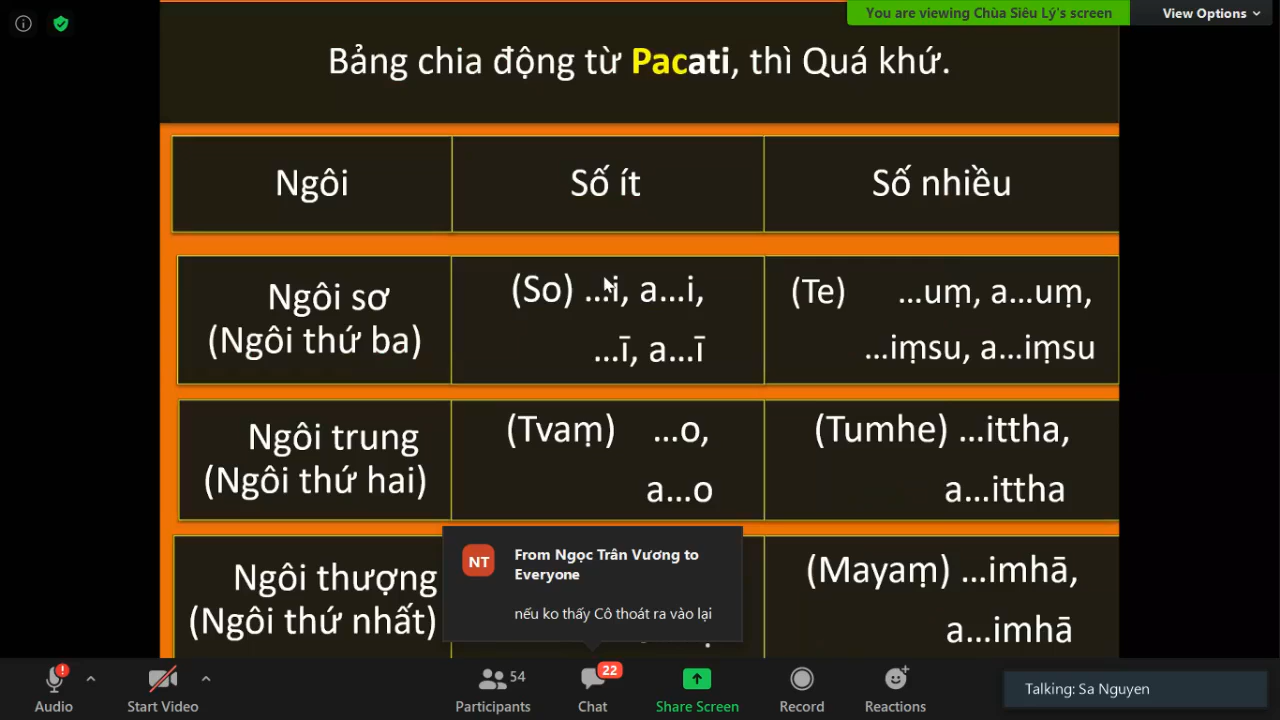 You are viewing Chùa Siêu Lý's screen
View Options
Bảng chia động từ Pacati, thì Quá khứ.
Ngôi
Số ít
Số nhiều
Ngôi sơ
(Ngôi thứ ba)
(So) ...i, a...i,
...ī, a...ī
(Te) ...uṃ, a...uṃ,
...iṃsu, a...iṃsu
Ngôi trung
(Ngôi thứ hai)
(Tvaṃ) ...o,
a...o
(Tumhe) ...ittha,
a...ittha
Ngôi thượng
(Ngôi thứ nhất)
(Mayaṃ) ...imhā,
a...imhā
NT
From Ngọc Trân Vương to
Everyone
nếu ko thấy Cô thoát ra vào lại
Audio
Start Video
54
Participants
22
Chat
Share Screen
Record
Reactions
Talking: Sa Nguyen